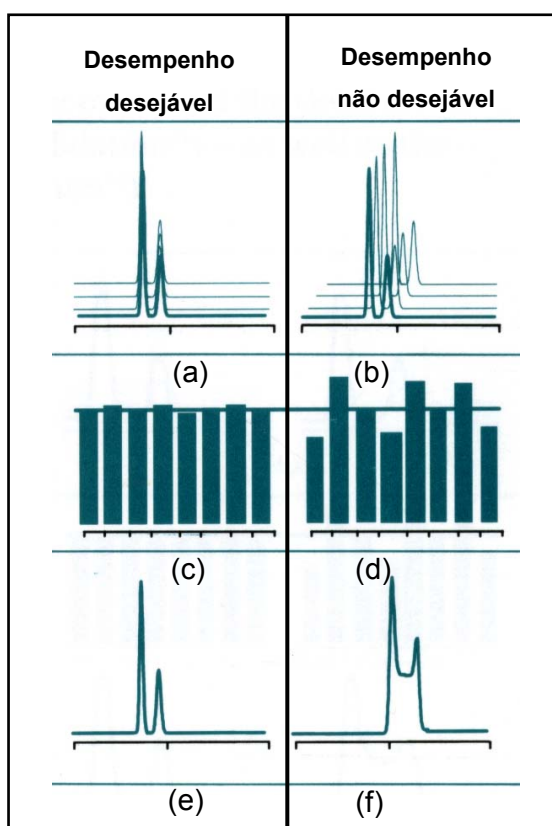 Desempenho
desejável
Desempenho
não desejável
(a)
(b)
(c)
(d)
(e)
(f)